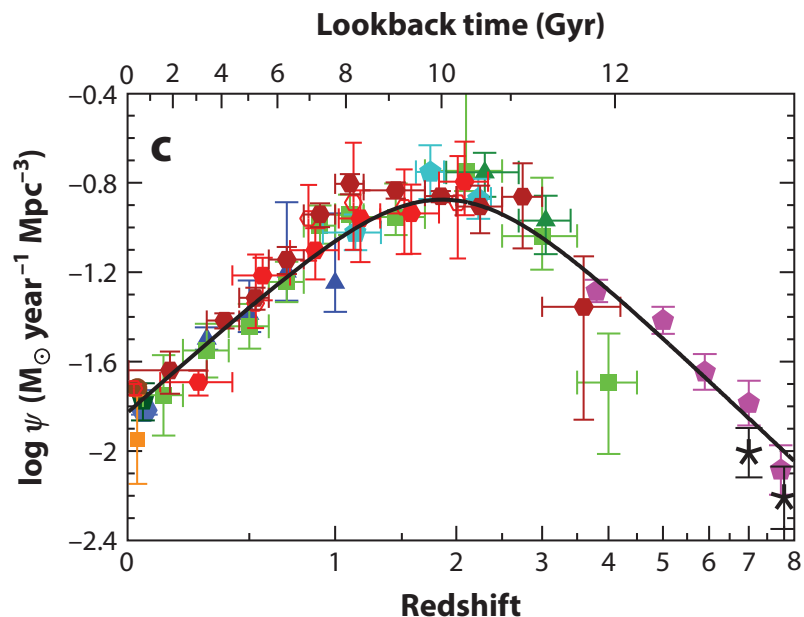 Lookback time (Gyr)
0 2 4 6 8 10 12
C
log ψ (M⊙ year−1 Mpc−3)
−0.4
−0.8
−1.2
−1.6
−2
−2.4
0 1 2 3 4 5 6 7 8
Redshift